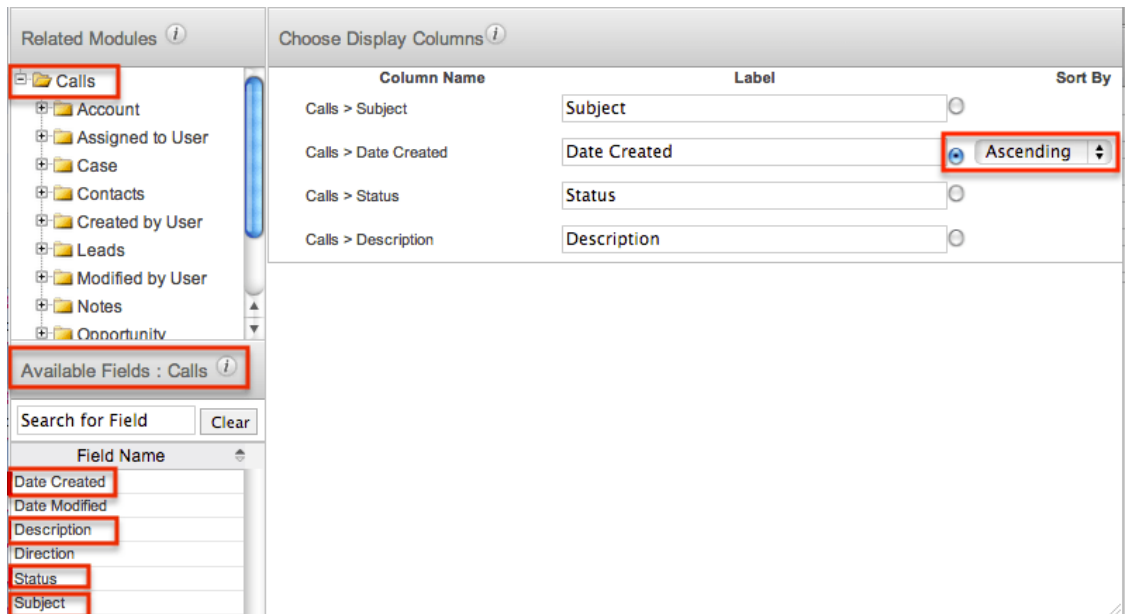 Related Modules i
Calls
Account
Assigned to User
Case
Contacts
Created by User
Leads
Modified by User
Notes
Opportunity
Available Fields : Calls i
Search for Field Clear
Field Name
Date Created
Date Modified
Description
Direction
Status
Subject
Choose Display Columns i
Column Name Label Sort By
Calls > Subject Subject
Calls > Date Created Date Created Ascending
Calls > Status Status
Calls > Description Description